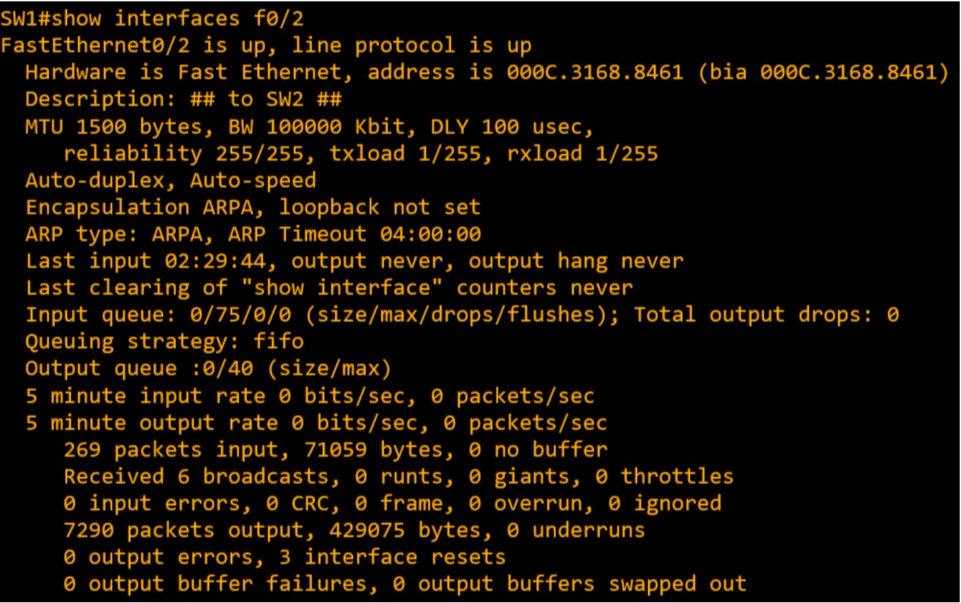 SW1#show interfaces f0/2
FastEthernet0/2 is up, line protocol is up
Hardware is Fast Ethernet, address is 000C.3168.8461 (bia 000C.3168.8461)
Description: ## to SW2 ##
MTU 1500 bytes, BW 100000 Kbit, DLY 100 usec,
reliability 255/255, txload 1/255, rxload 1/255
Auto-duplex, Auto-speed
Encapsulation ARPA, loopback not set
ARP type: ARPA, ARP Timeout 04:00:00
Last input 02:29:44, output never, output hang never
Last clearing of "show interface" counters never
Input queue: 0/75/0/0 (size/max/drops/flushes); Total output drops: 0
Queuing strategy: fifo
Output queue :0/40 (size/max)
5 minute input rate 0 bits/sec, 0 packets/sec
5 minute output rate 0 bits/sec, 0 packets/sec
269 packets input, 71059 bytes, 0 no buffer
Received 6 broadcasts, 0 runts, 0 giants, 0 throttles
0 input errors, 0 CRC, 0 frame, 0 overrun, 0 ignored
7290 packets output, 429075 bytes, 0 underruns
0 output errors, 3 interface resets
0 output buffer failures, 0 output buffers swapped out